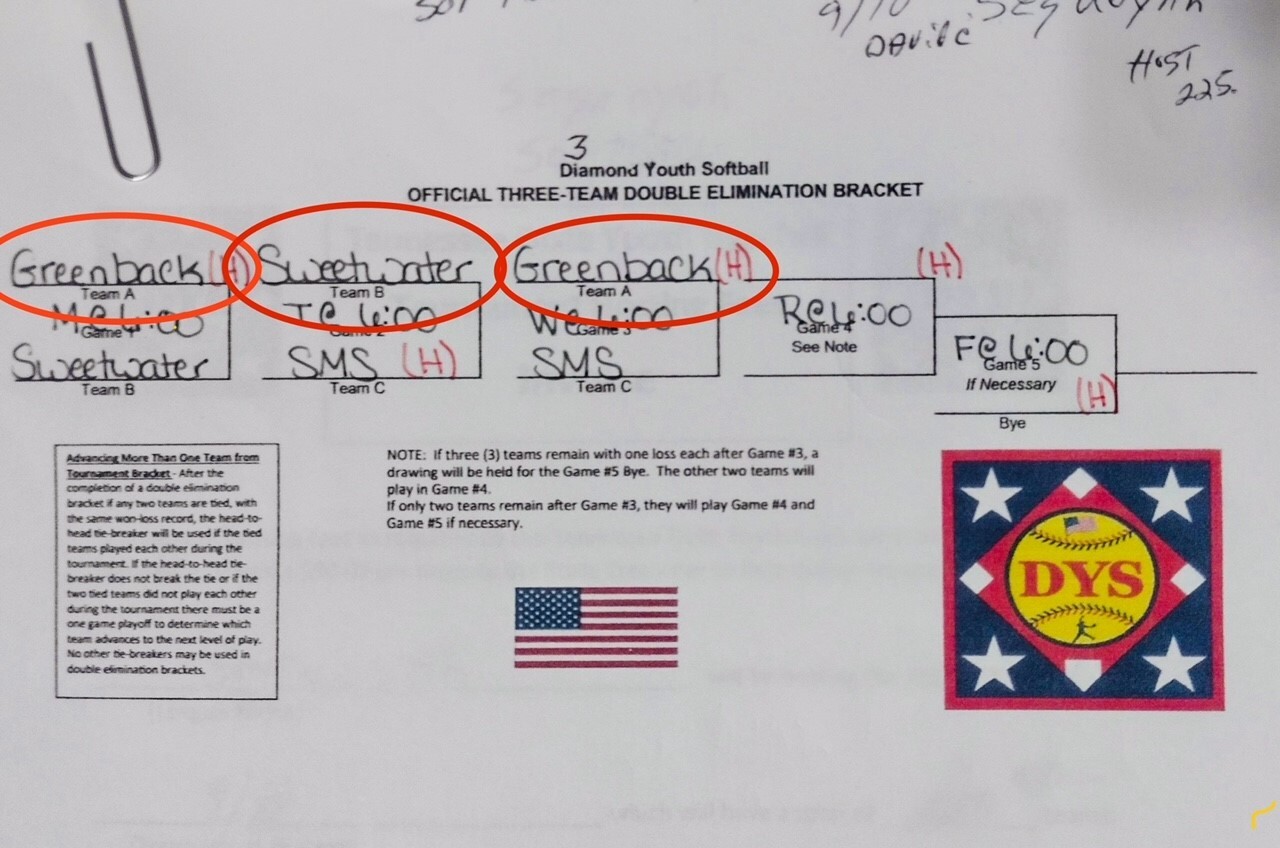 9/10
DAviD C
HOST
225.
3
Diamond Youth Softball
OFFICIAL THREE-TEAM DOUBLE ELIMINATION BRACKET
Greenback (H)
Team A
M@6:00
Game 1
Sweetwater
Team B
Sweetwater
Team B
T@ 6:00
Game 2
SMS (H)
Team C
Greenback (H)
Team A
W@6:00
Game 3
SMS
Team C
(H)
R@6:00
Game 4
See Note
F@6:00
Game 5
If Necessary
(H)
Bye
Advancing More Than One Team from
Tournament Bracket - After the
completion of a double elimination
bracket if any two teams are tied, with
the same won-loss record, the head-to-
head tie-breaker will be used if the tied
teams played each other during the
tournament. If the head-to-head tie-
breaker does not break the tie or if the
two tied teams did not play each other
during the tournament there must be a
one game playoff to determine which
team advances to the next level of play.
No other tie-breakers may be used in
double elimination brackets.
NOTE: If three (3) teams remain with one loss each after Game #3, a
drawing will be held for the Game #5 Bye. The other two teams will
play in Game #4.
If only two teams remain after Game #3, they will play Game #4 and
Game #5 if necessary.
DYS